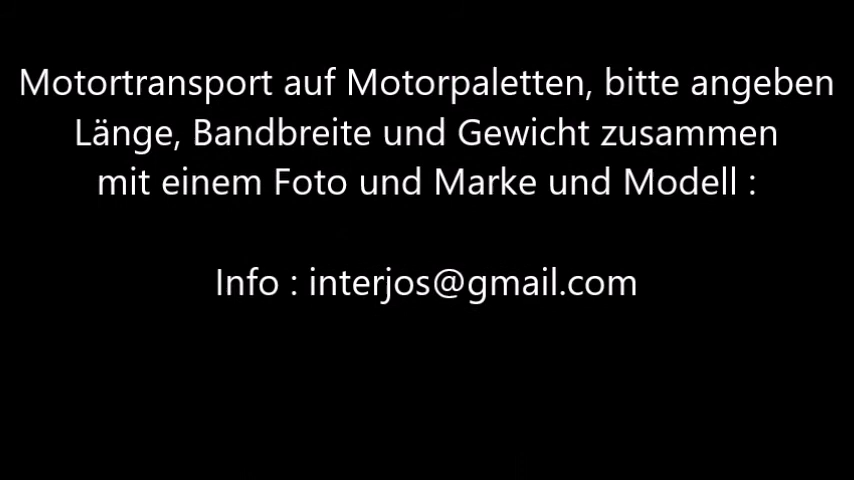 Motortransport auf Motorpaletten, bitte angeben
Länge, Bandbreite und Gewicht zusammen
mit einem Foto und Marke und Modell :
Info : interjos@gmail.com